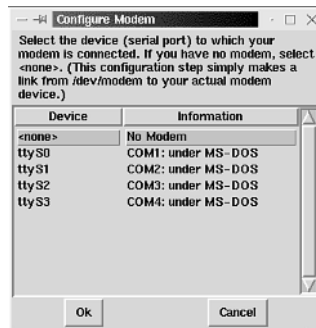 Configure Modem
Select the device (serial port) to which your
modem is connected. If you have no modem, select
<none>. (This configuration step simply makes a
link from /dev/modem to your actual modem
device.)
Device Information
<none> No Modem
ttyS0 COM1: under MS-DOS
ttyS1 COM2: under MS-DOS
ttyS2 COM3: under MS-DOS
ttyS3 COM4: under MS-DOS
Ok Cancel